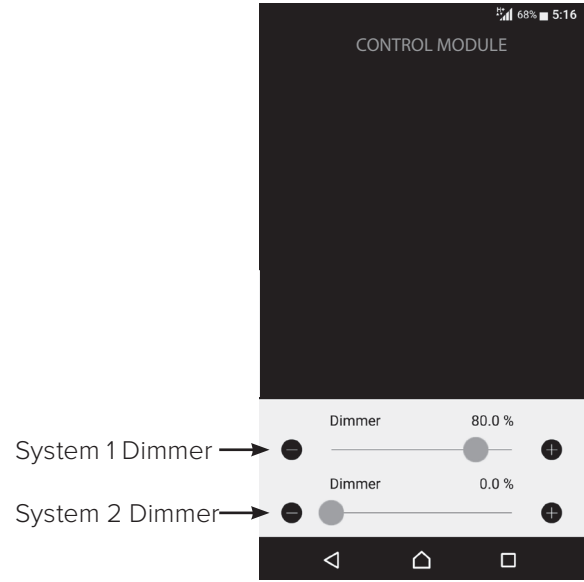 68% 5:16
CONTROL MODULE
Dimmer 80.0 %
System 1 Dimmer
Dimmer 0.0 %
System 2 Dimmer